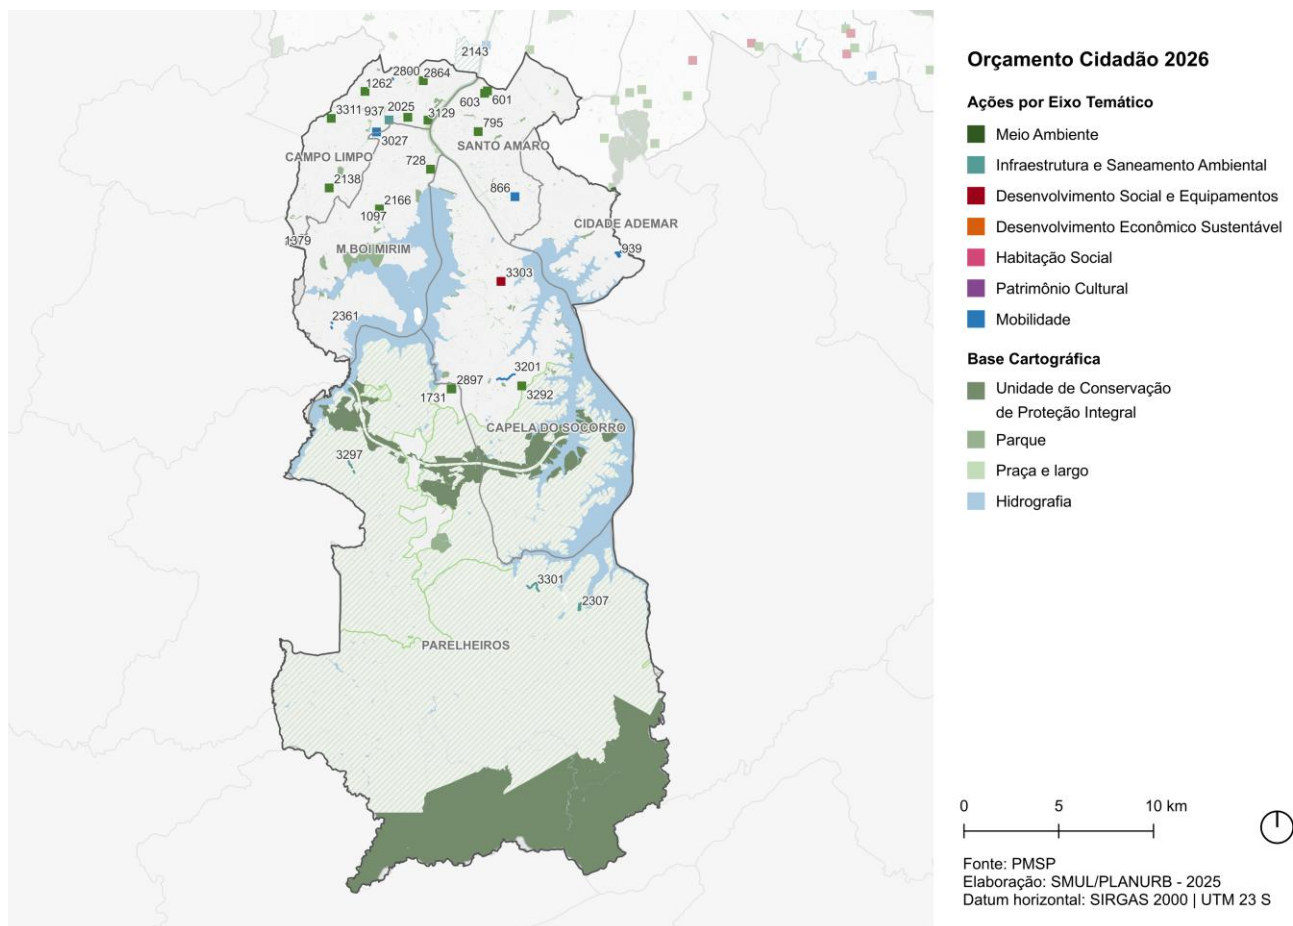 2143
2800
2864
1262
603
601
3311
937
2025
3129
795
3027
SANTO AMARO
CAMPO LIMPO
728
2138
866
2166
1097
CIDADE ADEMAR
1379
M BOI MIRIM
939
3303
2361
3201
2897
1731
3292
CAPELA DO SOCORRO
3297
3301
2307
PARELHEIROS
Orçamento Cidadão 2026
Ações por Eixo Temático
Meio Ambiente
Infraestrutura e Saneamento Ambiental
Desenvolvimento Social e Equipamentos
Desenvolvimento Econômico Sustentável
Habitação Social
Patrimônio Cultural
Mobilidade
Base Cartográfica
Unidade de Conservação
de Proteção Integral
Parque
Praça e largo
Hidrografia
0 5 10 km
Fonte: PMSP
Elaboração: SMUL/PLANURB - 2025
Datum horizontal: SIRGAS 2000 | UTM 23 S